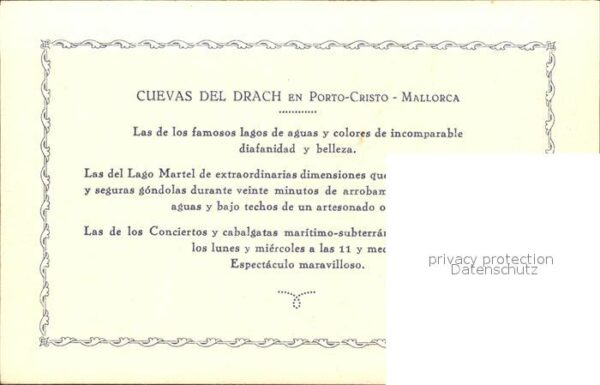 CUEVAS DEL DRACH EN PORTO-CRISTO - MALLORCA
Las de los famosos lagos de aguas y colores de incomparable
diafanidad y belleza.
Las del Lago Martel de extraordinarias dimensiones que
y seguras góndolas durante veinte minutos de arrobam
aguas y bajo techos de un artesonado o
Las de los Conciertos y cabalgatas marítimo-subterrán
los lunes y miércoles a las 11 y med
Espectáculo maravilloso.
privacy protection
Datenschutz